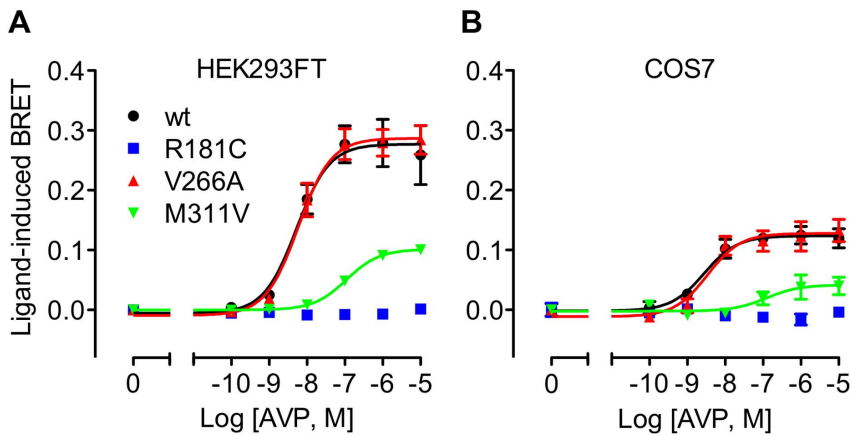 A
HEK293FT
Ligand-induced BRET
0.4
0.3
0.2
0.1
0.0
wt
R181C
V266A
M311V
0 -10 -9 -8 -7 -6 -5
Log [AVP, M]
B
COS7
0.4
0.3
0.2
0.1
0.0
0 -10 -9 -8 -7 -6 -5
Log [AVP, M]